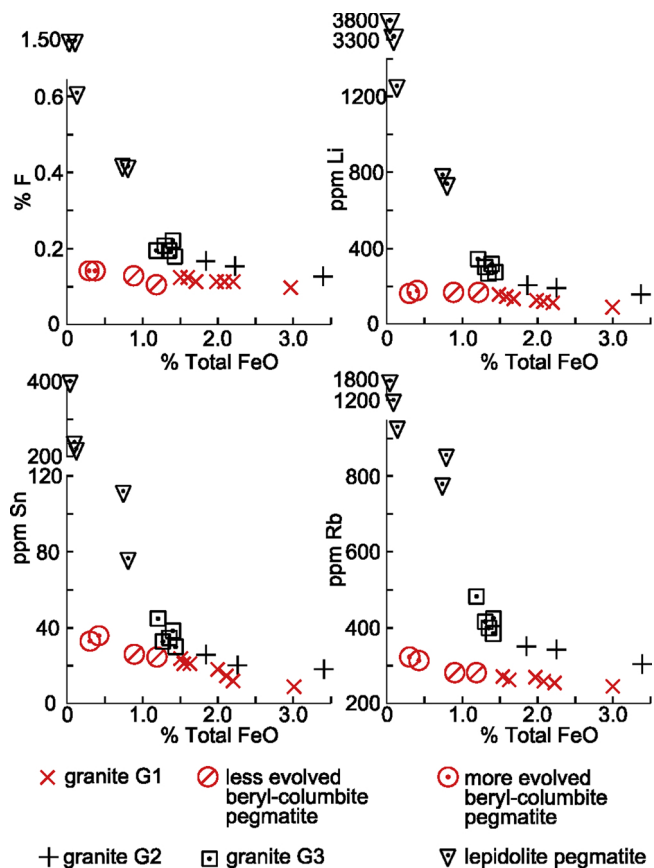 1.50
0.6
0.4
0.2
0
% F
1.0
2.0
3.0
% Total FeO
3800
3300
1200
800
400
0
ppm Li
0
1.0
2.0
3.0
% Total FeO
400
200
120
80
40
0
ppm Sn
0
1.0
2.0
3.0
% Total FeO
1800
1200
800
600
400
200
ppm Rb
0
1.0
2.0
3.0
% Total FeO
granite G1
less evolved
beryl-columbite
pegmatite
more evolved
beryl-columbite
pegmatite
granite G2
granite G3
lepidolite pegmatite